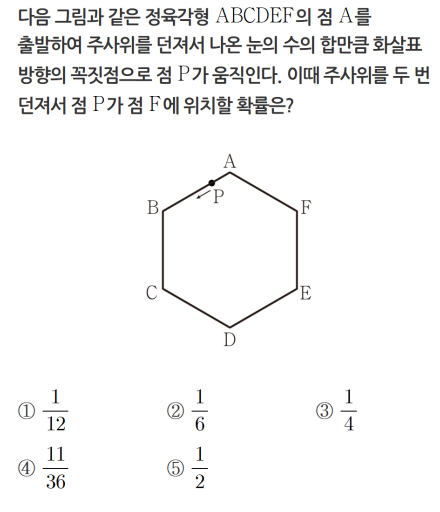 다음 그림과 같은 정육각형 ABCDEF의 점 A를
출발하여 주사위를 던져서 나온 눈의 수의 합만큼 화살표
방향의 꼭짓점으로 점 P가 움직인다. 이때 주사위를 두 번
던져서 점 P가 점 F에 위치할 확률은?
A
B P F
C E
D
① 1/12 ② 1/6 ③ 1/4
④ 11/36 ⑤ 1/2